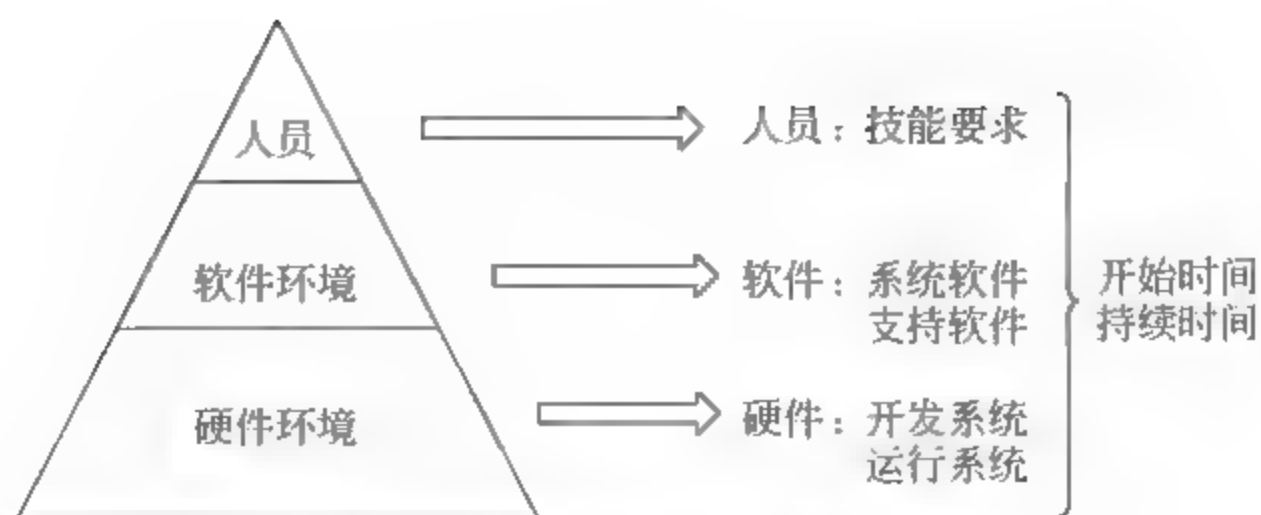 人员
人员：技能要求
软件环境
软件：系统软件
支持软件
开始时间
持续时间
硬件环境
硬件：开发系统
运行系统